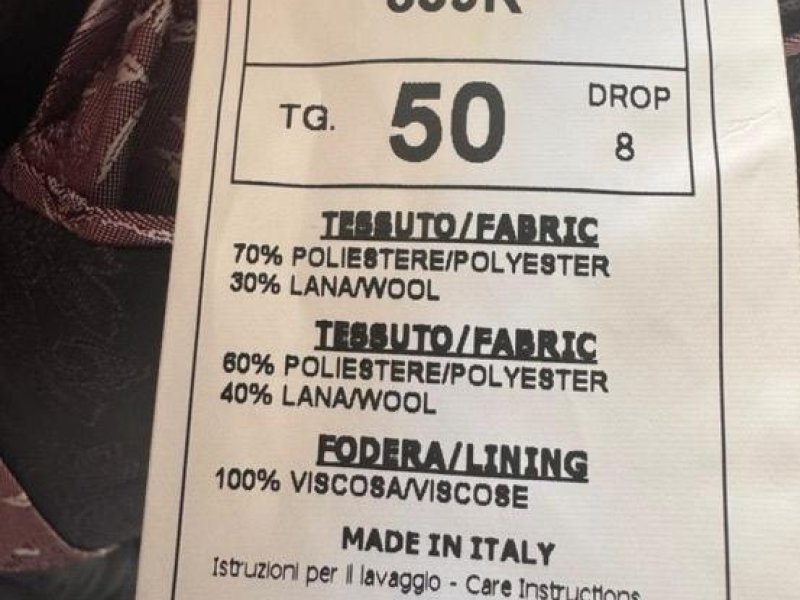 TG. 50 DROP
8
TESSUTO/FABRIC
70% POLIESTERE/POLYESTER
30% LANA/WOOL
TESSUTO/FABRIC
60% POLIESTERE/POLYESTER
40% LANA/WOOL
FODERA/LINING
100% VISCOSA/VISCOSE
MADE IN ITALY
Istruzioni per il lavaggio - Care Instructions